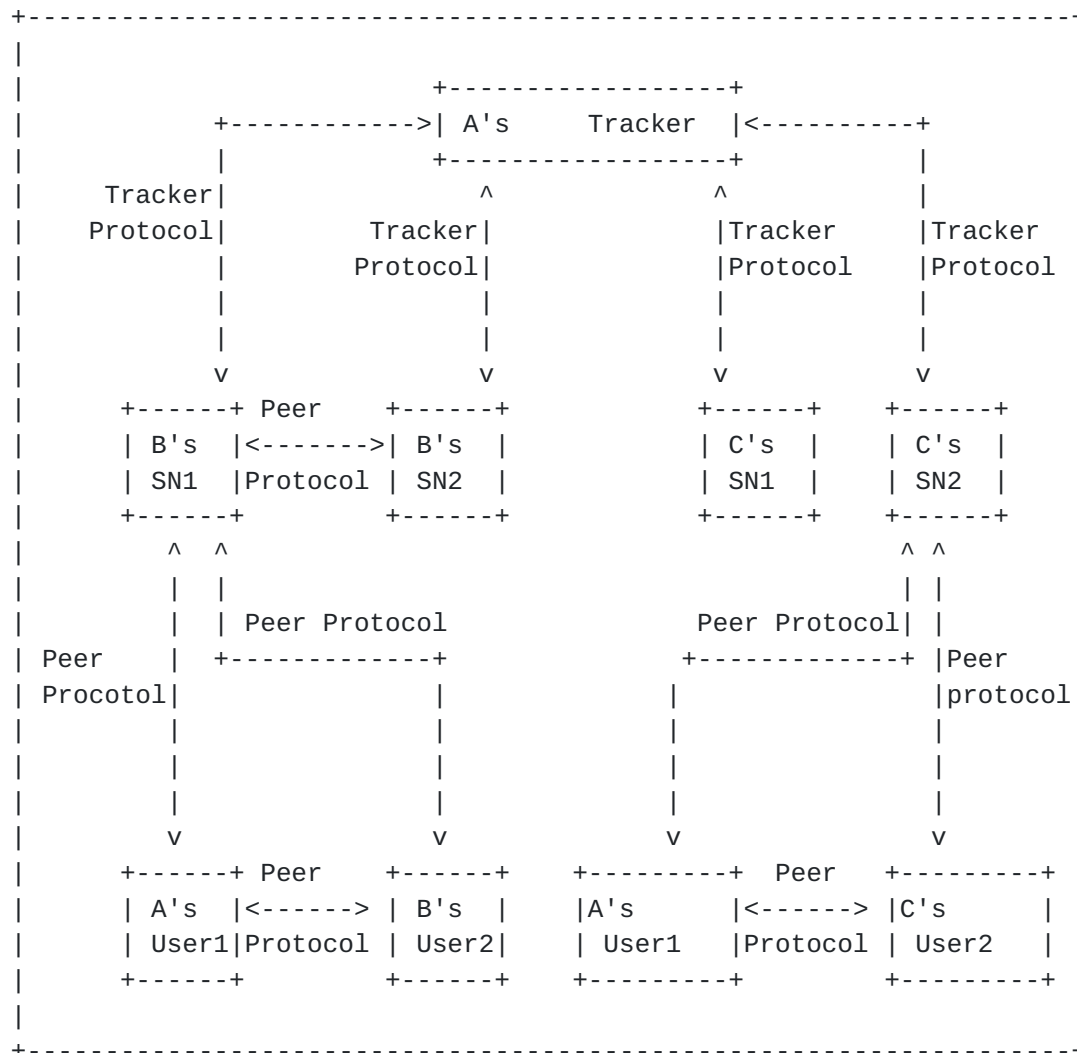 A's Tracker
Tracker
Protocol Tracker Tracker Tracker
Protocol Protocol Protocol
Peer
B's B's C's C's
SN1 Protocol SN2 SN1 SN2
Peer Protocol Peer Protocol
Peer Peer
Procotol protocol
Peer Peer
A's B's A's C's
User1 Protocol User2 User1 Protocol User2